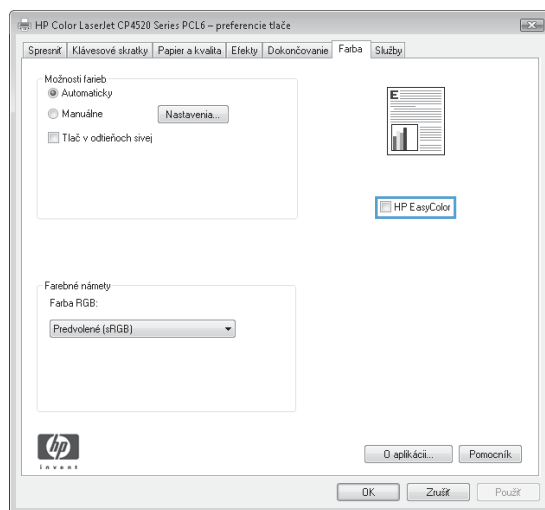 HP Color LaserJet CP4520 Series PCL6 – preferencie tlače
Spresniť Klávesové skratky Papier a kvalita Efekty Dokončovanie Farba Služby
Možnosti farieb
Automaticky
Manuálne Nastavenia...
Tlač v odtieňoch sivej
E
HP EasyColor
Farebné námety
Farba RGB:
Predvolené (sRGB)
hp
invent
O aplikácii... Pomocník
OK Zrušiť Použiť